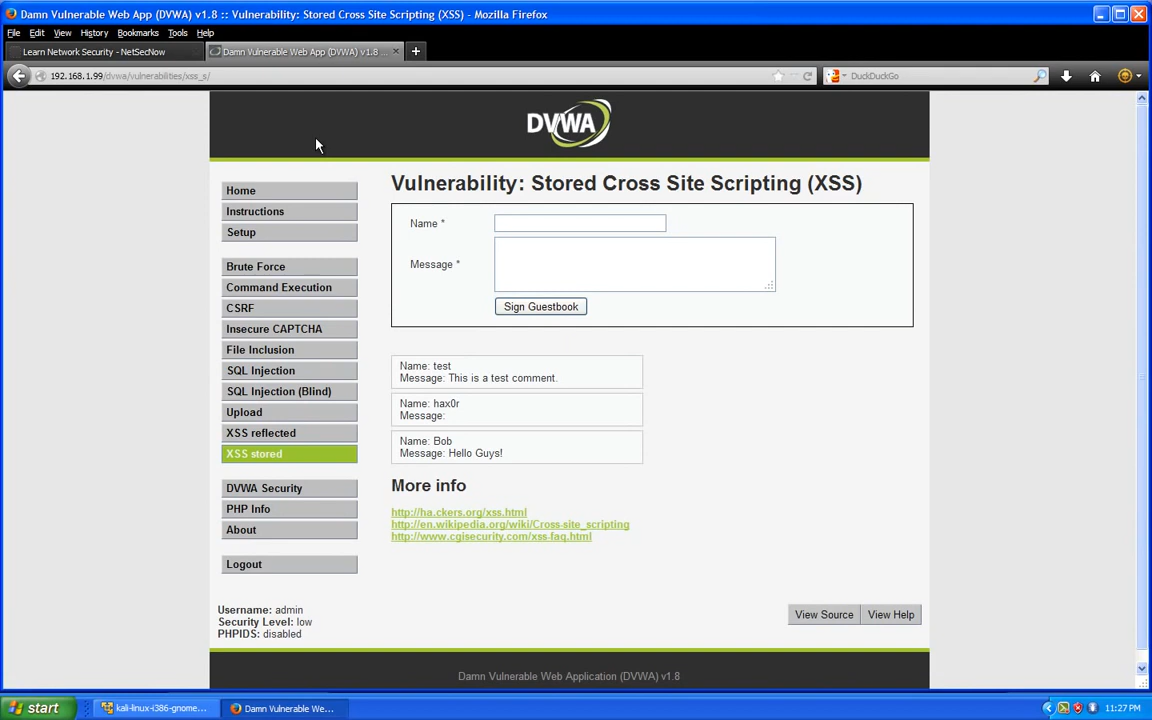 Damn Vulnerable Web App (DVWA) v1.8 :: Vulnerability: Stored Cross Site Scripting (XSS) - Mozilla Firefox
File Edit View History Bookmarks Tools Help
Learn Network Security - NetSecNow
Damn Vulnerable Web App (DVWA) v1.8 ...
192.168.1.99/dvwa/vulnerabilities/xss_s/
DuckDuckGo
DVWA
Home
Instructions
Setup
Brute Force
Command Execution
CSRF
Insecure CAPTCHA
File Inclusion
SQL Injection
SQL Injection (Blind)
Upload
XSS reflected
XSS stored
DVWA Security
PHP Info
About
Logout
Username: admin
Security Level: low
PHPIDS: disabled
Vulnerability: Stored Cross Site Scripting (XSS)
Name *
Message *
Sign Guestbook
Name: test
Message: This is a test comment.
Name: hax0r
Message:
Name: Bob
Message: Hello Guys!
More info
http://ha.ckers.org/xss.html
http://en.wikipedia.org/wiki/Cross-site_scripting
http://www.cgisecurity.com/xss-faq.html
View Source View Help
Damn Vulnerable Web Application (DVWA) v1.8
start
kali-linux-i386-gnome...
Damn Vulnerable We...
11:27 PM